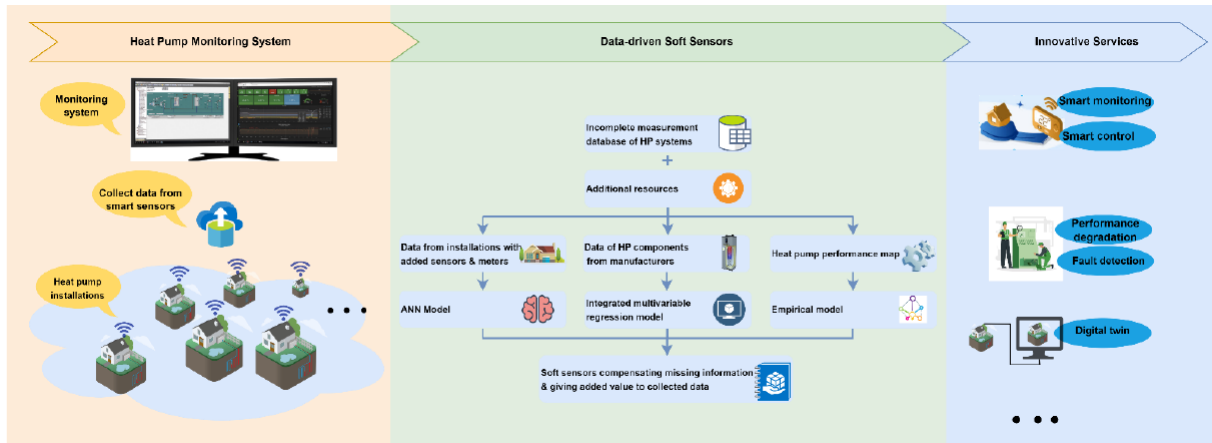 Heat Pump Monitoring System
Data-driven Soft Sensors
Innovative Services
Monitoring
system
Collect data from
smart sensors
Heat pump
installations
Incomplete measurement
database of HP systems
+
Additional resources
Data from installations with
added sensors & meters
Data of HP components
from manufacturers
Heat pump performance map
ANN Model
Integrated multivariable
regression model
Empirical model
Soft sensors compensating missing information
& giving added value to collected data
Smart monitoring
Smart control
Performance
degradation
Fault detection
Digital twin